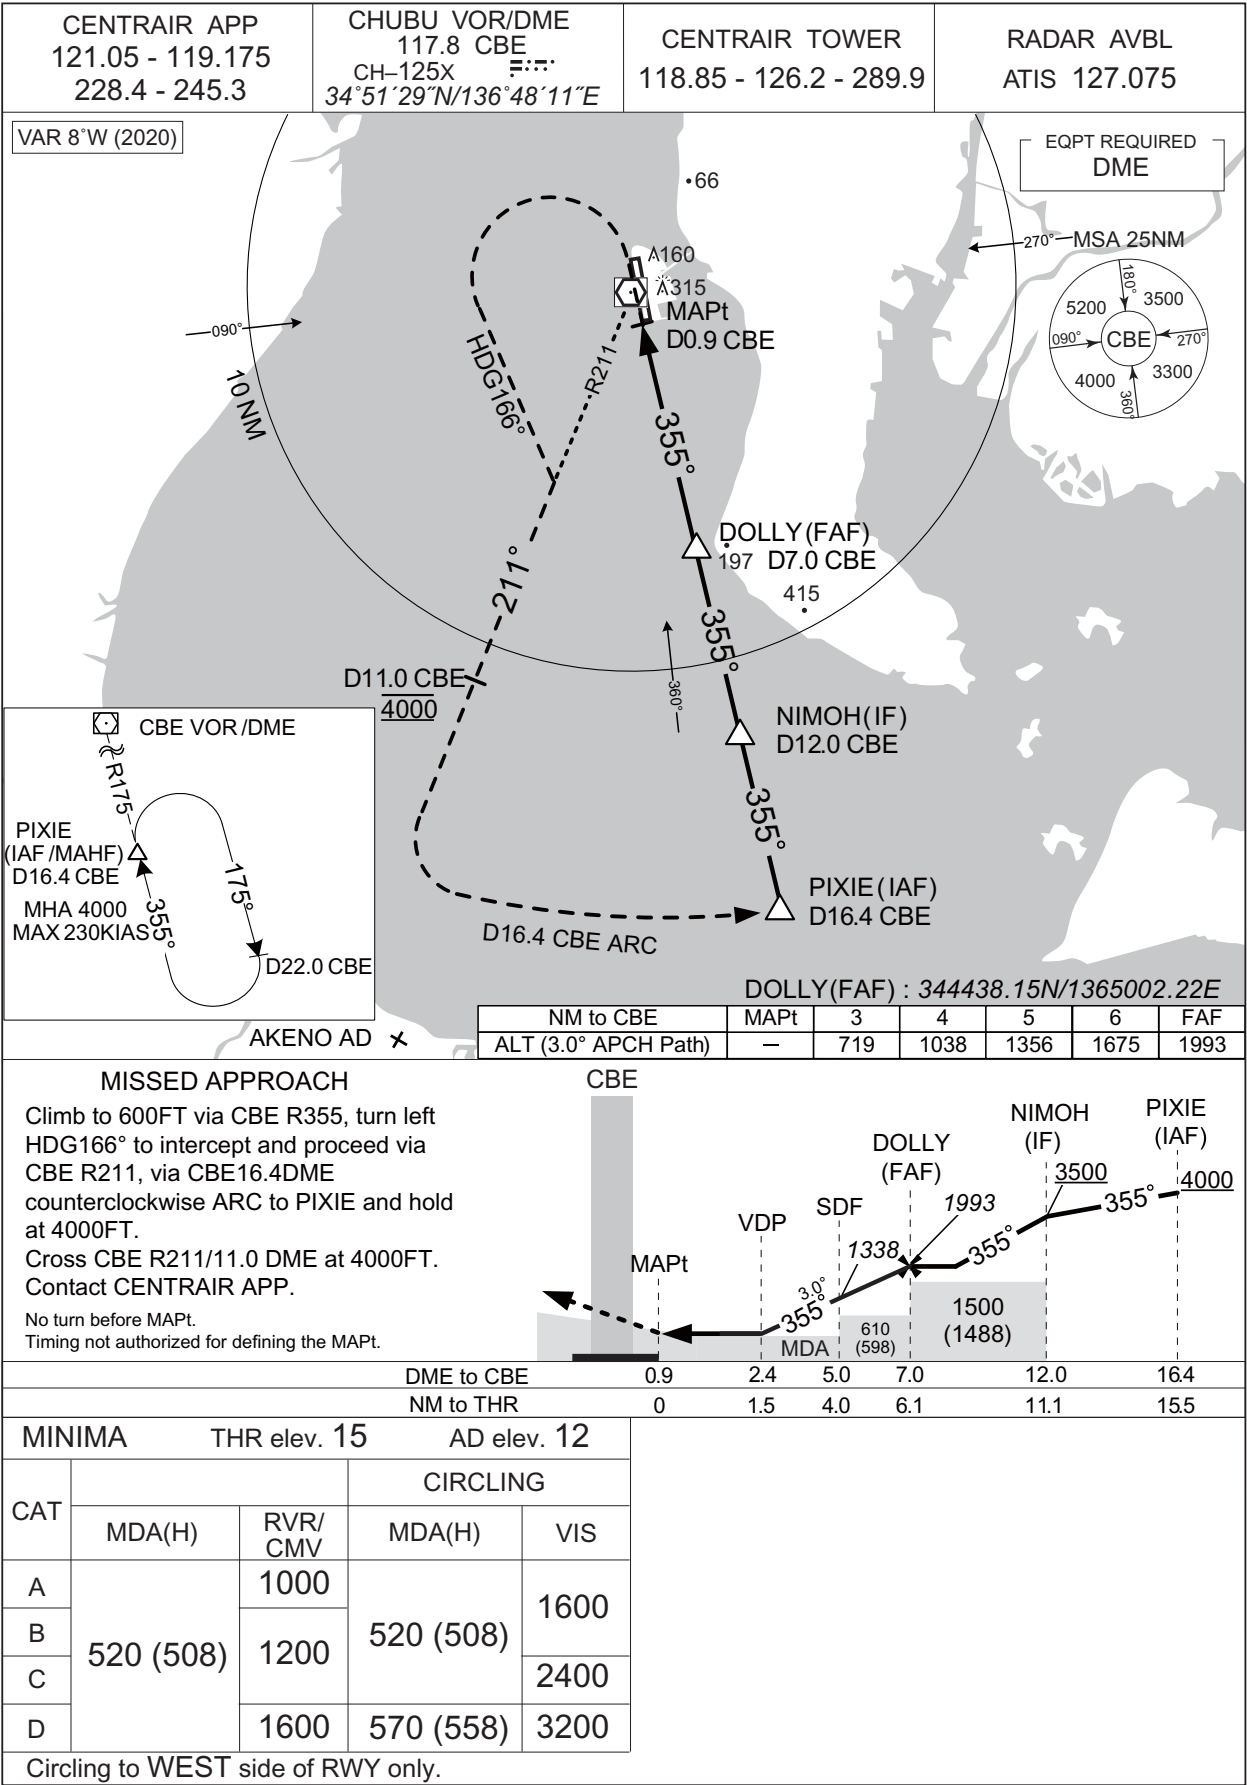 CENTRAIR APP
121.05 - 119.175
228.4 - 245.3
CHUBU VOR/DME
117.8 CBE
CH–125X
34°51´29˝N/136°48´11˝E
CENTRAIR TOWER
118.85 - 126.2 - 289.9
RADAR AVBL
ATIS 127.075
VAR 8°W (2020)
EQPT REQUIRED
DME
66
270°
MSA 25NM
180°
5200
3500
090°
CBE
270°
4000
3300
360°
160
315
MAPt
D0.9 CBE
090°
10 NM
HDG166°
R211
355°
DOLLY(FAF)
197 D7.0 CBE
415
211°
355°
360°
D11.0 CBE
4000
NIMOH(IF)
D12.0 CBE
355°
PIXIE(IAF)
D16.4 CBE
D16.4 CBE ARC
CBE VOR/DME
R175
PIXIE
(IAF/MAHF)
D16.4 CBE
MHA 4000
MAX 230KIAS
355°
175°
D22.0 CBE
AKENO AD
DOLLY(FAF) : 344438.15N/1365002.22E
NM to CBE MAPt 3 4 5 6 FAF
ALT (3.0° APCH Path) — 719 1038 1356 1675 1993
MISSED APPROACH
Climb to 600FT via CBE R355, turn left
HDG166° to intercept and proceed via
CBE R211, via CBE16.4DME
counterclockwise ARC to PIXIE and hold
at 4000FT.
Cross CBE R211/11.0 DME at 4000FT.
Contact CENTRAIR APP.
No turn before MAPt.
Timing not authorized for defining the MAPt.
CBE
MAPt
VDP
SDF
DOLLY
(FAF)
NIMOH
(IF)
PIXIE
(IAF)
1338
1993
3500
4000
3.0°
355°
355°
355°
MDA
610
(598)
1500
(1488)
DME to CBE 0.9 2.4 5.0 7.0 12.0 16.4
NM to THR 0 1.5 4.0 6.1 11.1 15.5
MINIMA THR elev. 15 AD elev. 12
CAT
CIRCLING
MDA(H)
RVR/
CMV
MDA(H)
VIS
A
B
C
D
520 (508)
1000
1200
1600
520 (508)
570 (558)
1600
2400
3200
Circling to WEST side of RWY only.